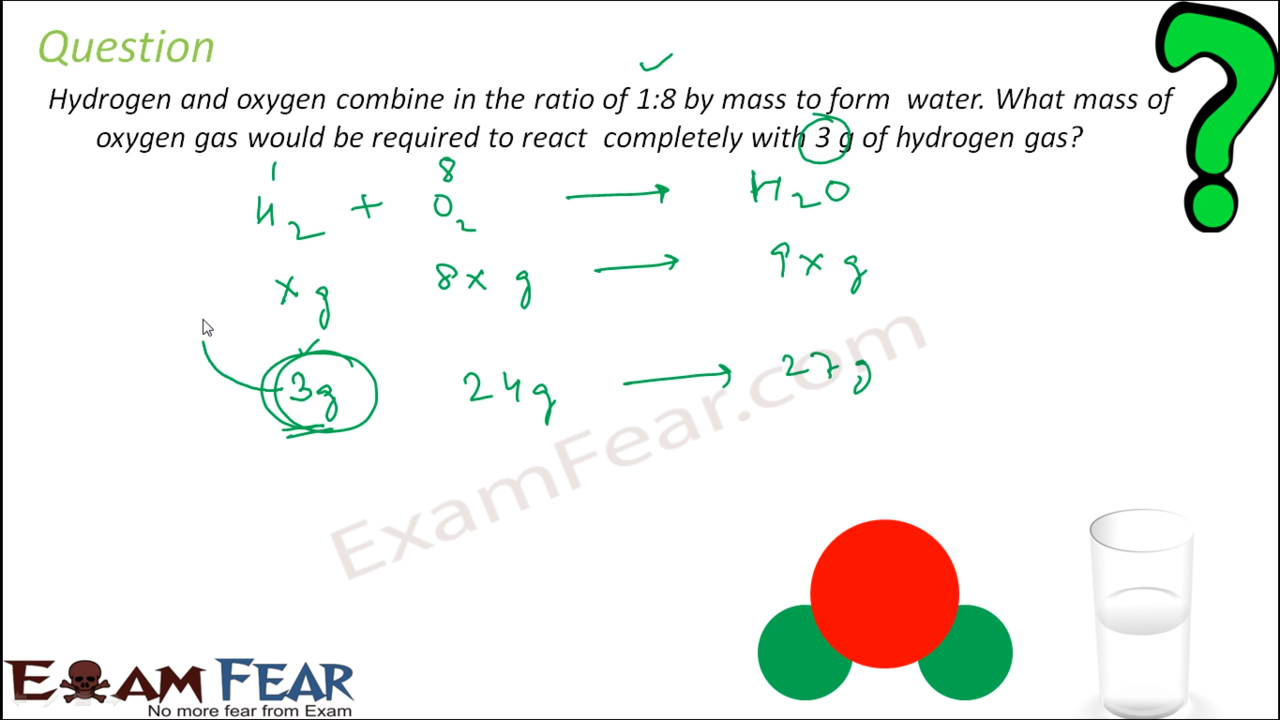 Question
Hydrogen and oxygen combine in the ratio of 1:8 by mass to form water. What mass of
oxygen gas would be required to react completely with 3 g of hydrogen gas?
1 8
H2 + O2 → H2O
x g 8x g → 9x g
3g 24g → 27g
ExamFear.com
EXAM FEAR
No more fear from Exam